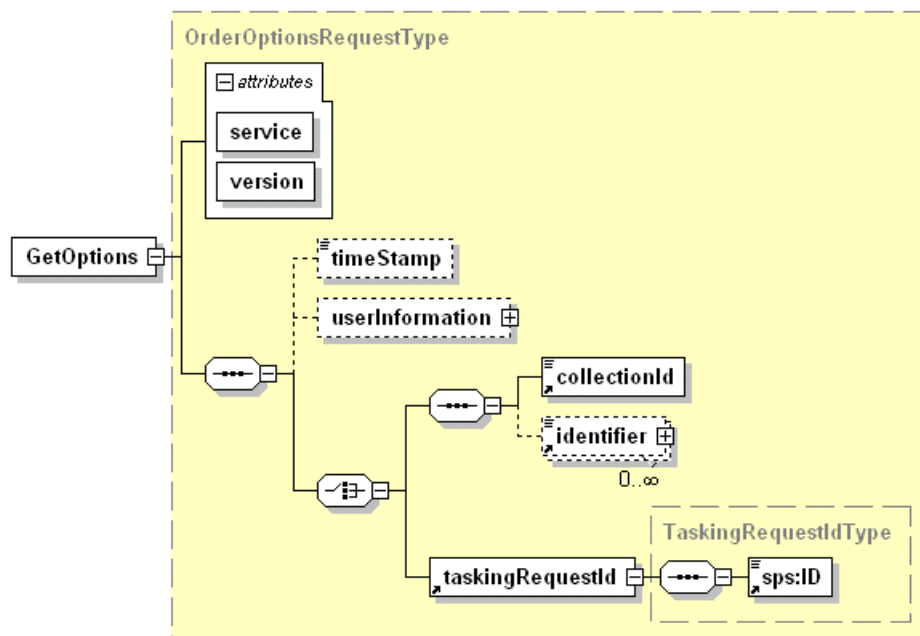 OrderOptionsRequestType
attributes
service
version
GetOptions
timeStamp
userInformation
collectionId
identifier
0..∞
TaskingRequestIdType
taskingRequestId
sps:ID